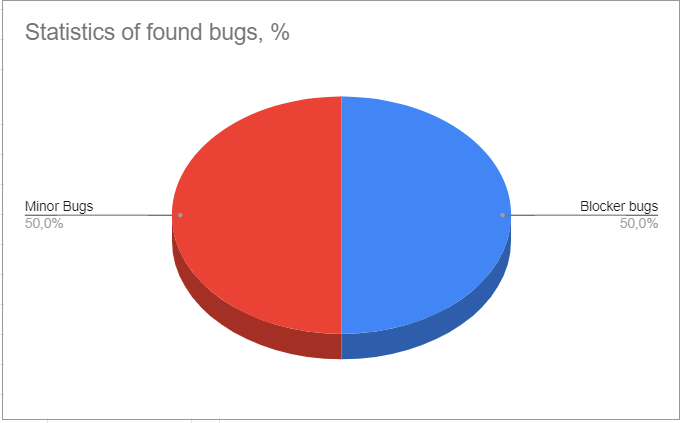 Statistics of found bugs, %
Minor Bugs
50,0%
Blocker bugs
50,0%